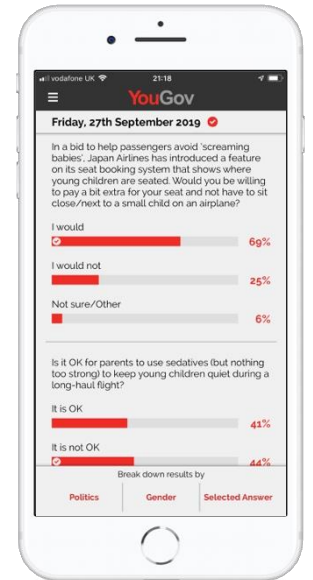 vodafone UK 21:18
YouGov
Friday, 27th September 2019
In a bid to help passengers avoid 'screaming
babies', Japan Airlines has introduced a feature
on its seat booking system that shows where
young children are seated. Would you be willing
to pay a bit extra for your seat and not have to sit
close/next to a small child on an airplane?
I would
69%
I would not
25%
Not sure/Other
6%
Is it OK for parents to use sedatives (but nothing
too strong) to keep young children quiet during a
long-haul flight?
It is OK
41%
It is not OK
44%
Break down results by
Politics Gender Selected Answer